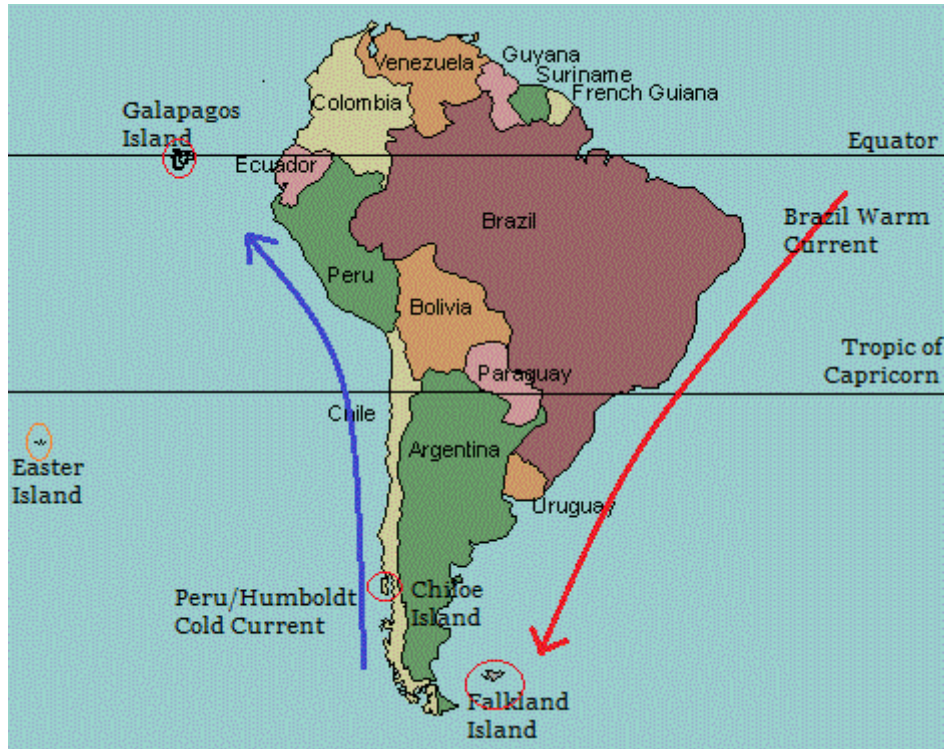 Venezuela
Guyana
Suriname
French Guiana
Colombia
Galapagos
Island
Equator
Ecuador
Brazil
Brazil Warm
Current
Peru
Bolivia
Tropic of
Capricorn
Paraguay
Chile
Argentina
Easter
Island
Uruguay
Peru/Humboldt
Cold Current
Chiloe
Island
Falkland
Island